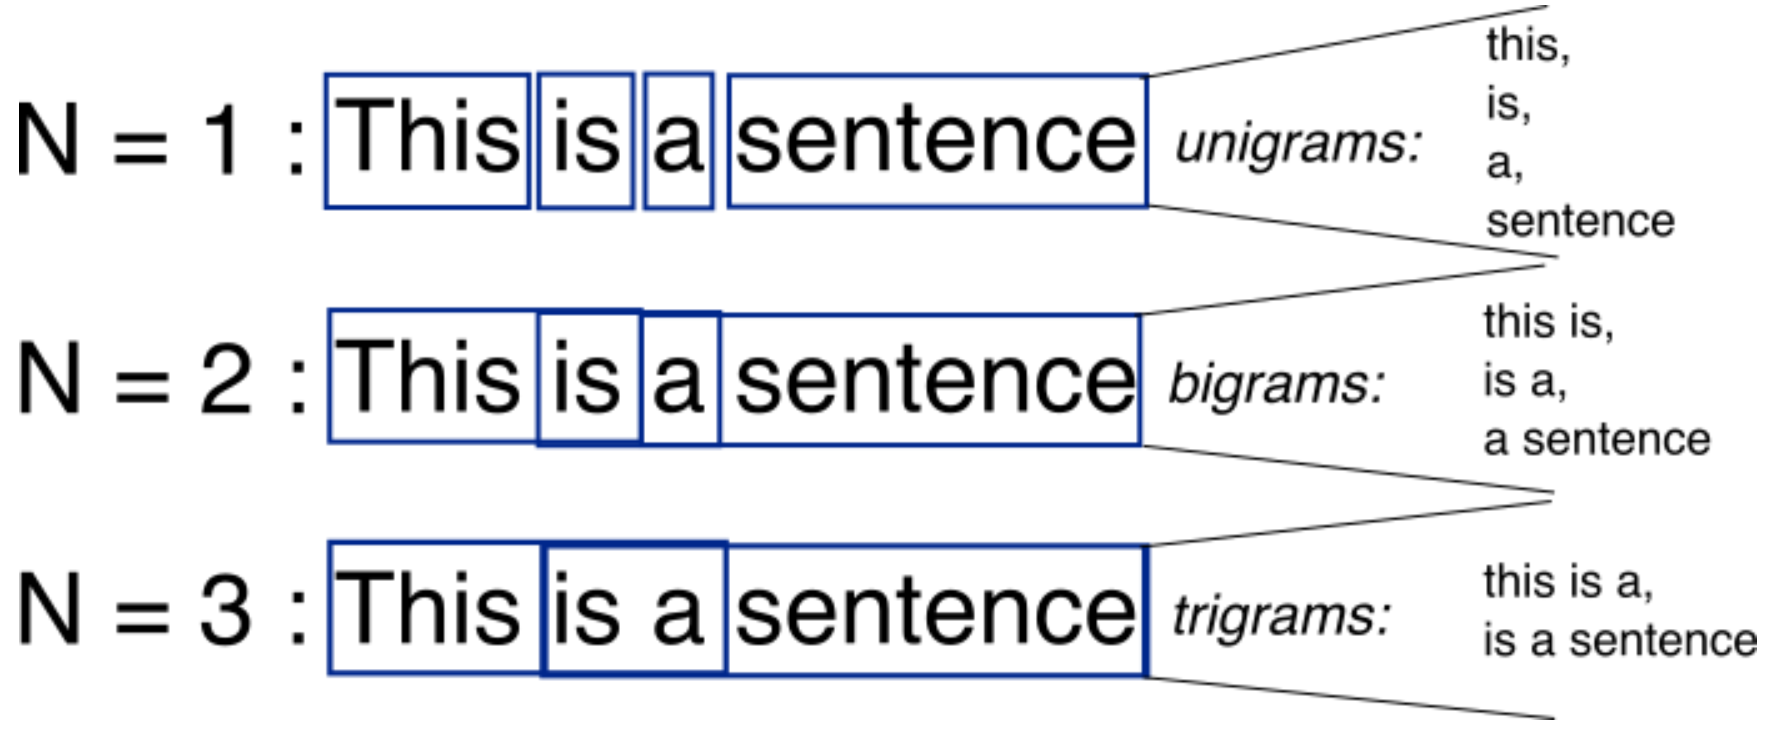 N = 1 : This is a sentence unigrams:
this,
is,
a,
sentence
N = 2 : This is a sentence bigrams:
this is,
is a,
a sentence
N = 3 : This is a sentence trigrams:
this is a,
is a sentence